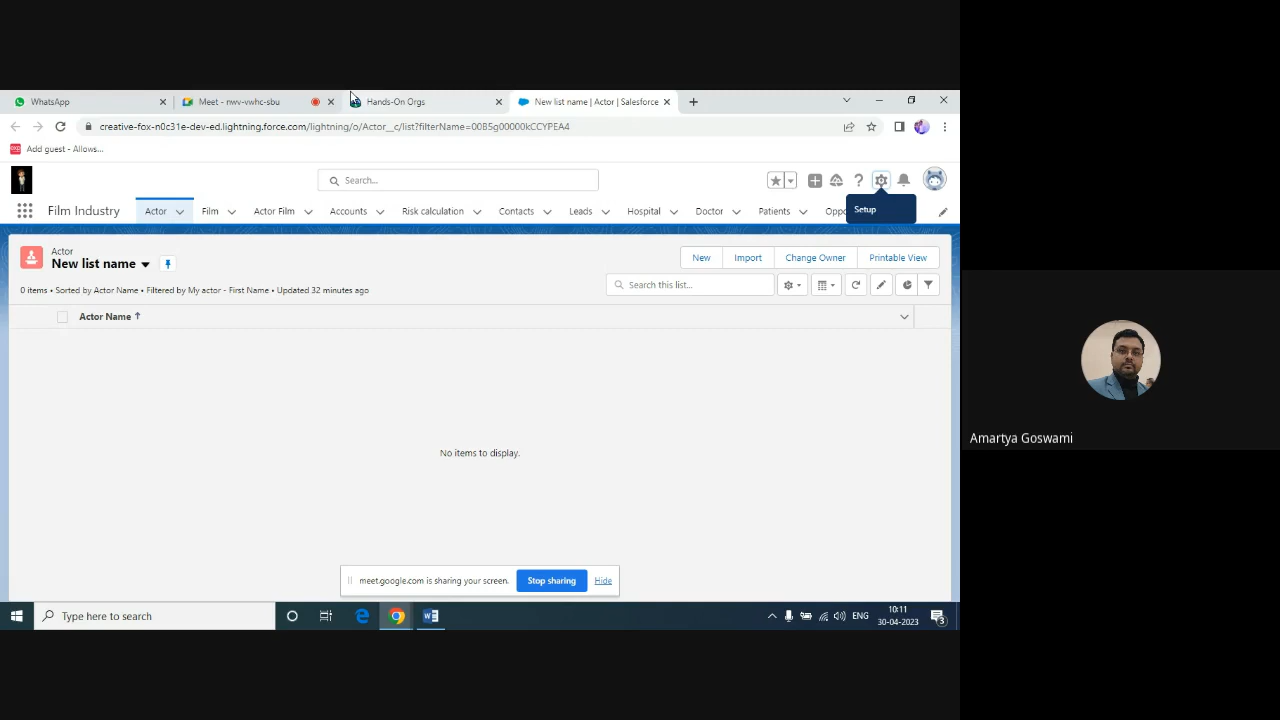 WhatsApp
Meet - nwv-vwhc-sbu
Hands-On Orgs
New list name | Actor | Salesforce
creative-fox-n0c31e-dev-ed.lightning.force.com/lightning/o/Actor__c/list?filterName=00B5g00000kCCYPEA4
Add guest - Allows...
Search...
Film Industry
Actor
Film
Actor Film
Accounts
Risk calculation
Contacts
Leads
Hospital
Doctor
Patients
Oppo
Setup
Actor
New list name
New
Import
Change Owner
Printable View
0 items • Sorted by Actor Name • Filtered by My actor - First Name • Updated 32 minutes ago
Search this list...
Actor Name ↑
No items to display.
Amartya Goswami
meet.google.com is sharing your screen.
Stop sharing
Hide
Type here to search
ENG
10:11
30-04-2023
3